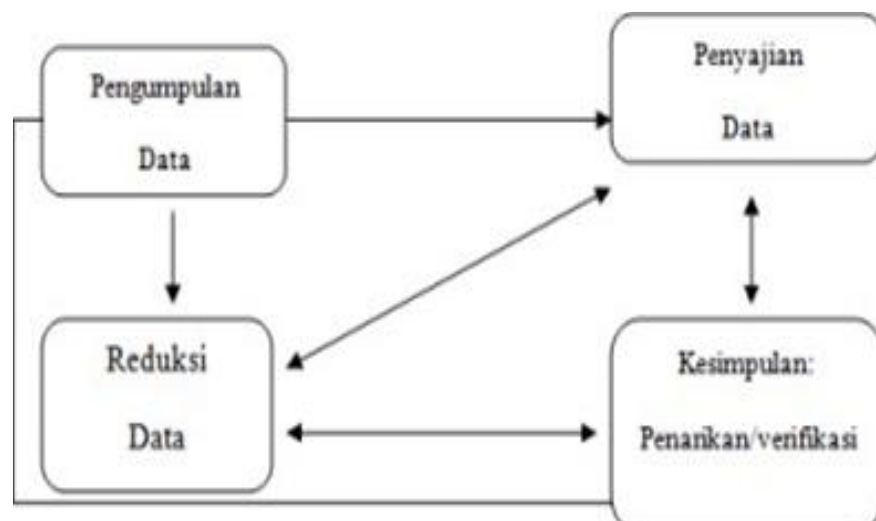 Pengumpulan
Data
Penyajian
Data
Reduksi
Data
Kesimpulan:
Penarikan/verifikasi